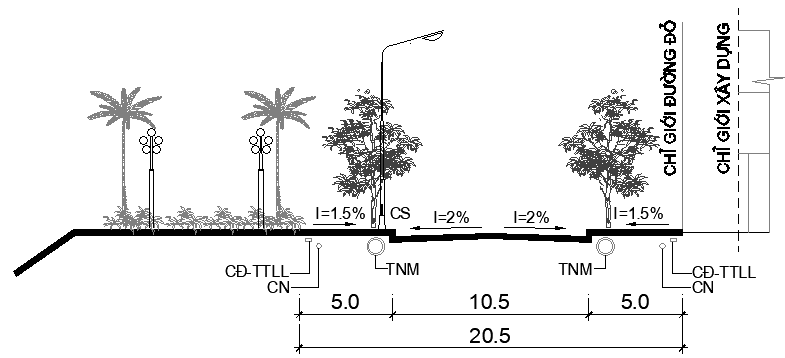 CHỈ GIỚI ĐƯỜNG ĐỎ
CHỈ GIỚI XÂY DỰNG
I=1.5%
CS
I=2%
I=2%
I=1.5%
CĐ-TTLL
CN
TNM
TNM
CĐ-TTLL
CN
5.0
10.5
5.0
20.5